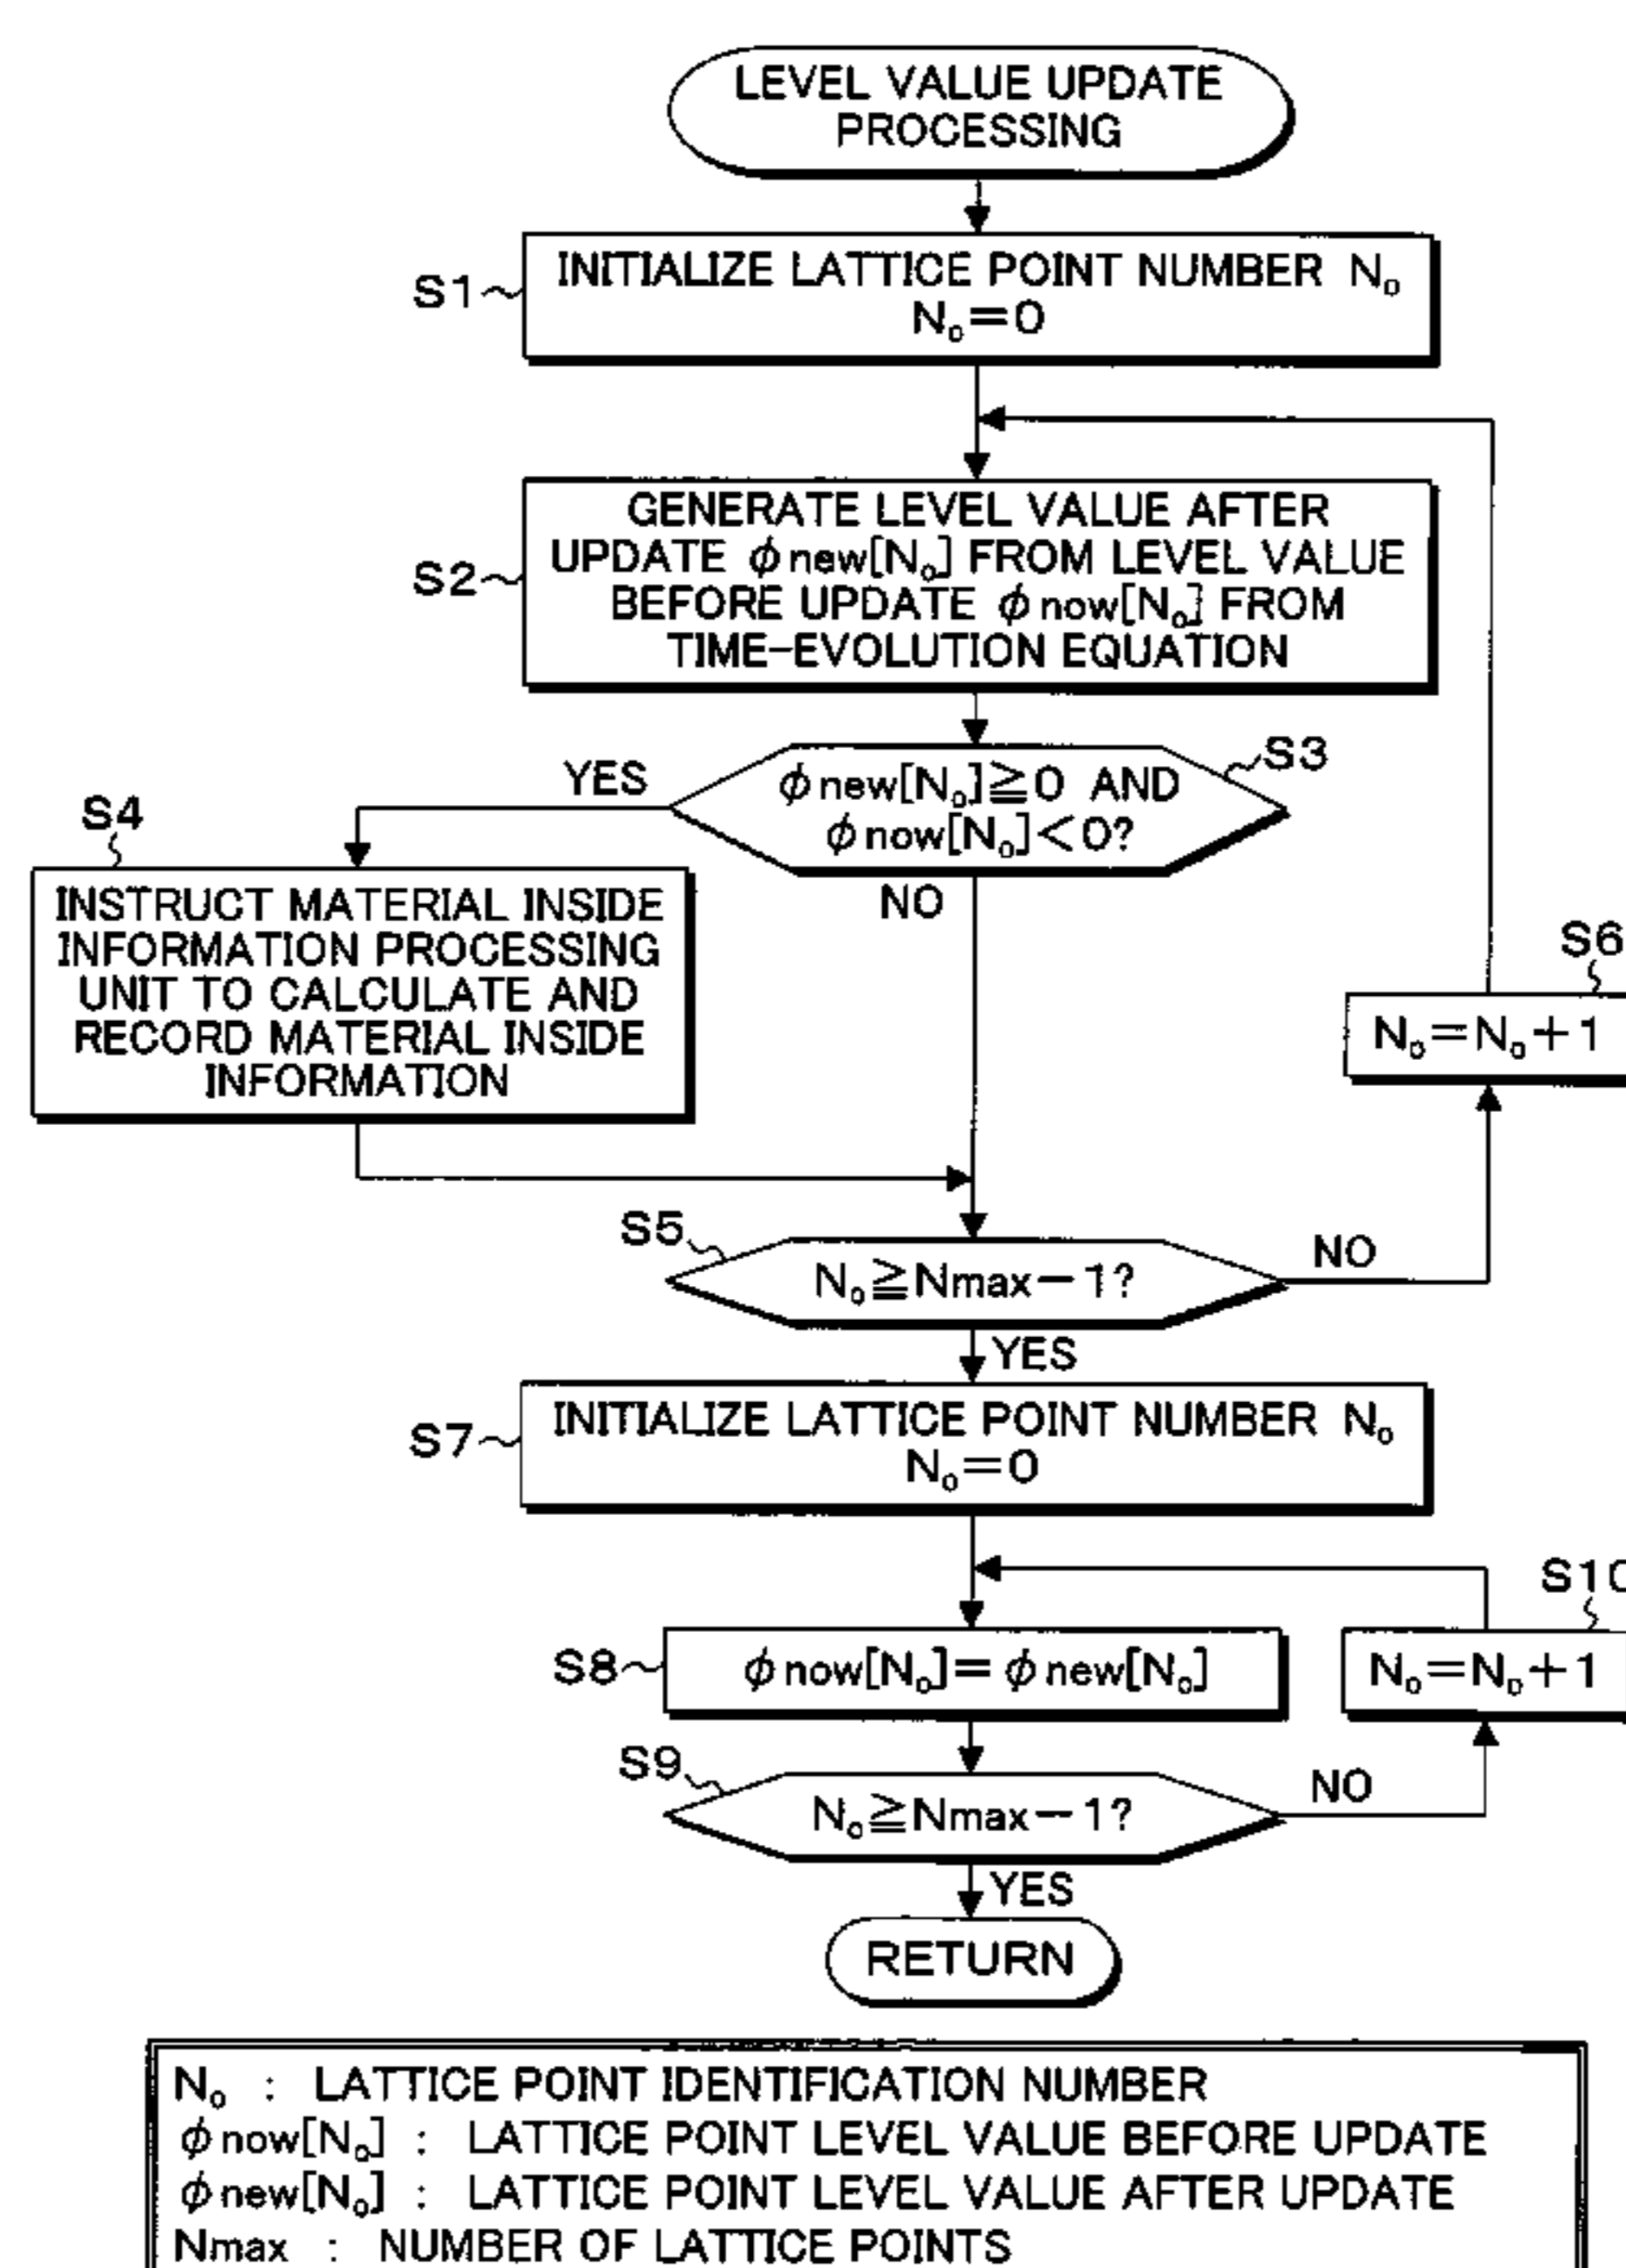 LEVEL VALUE UPDATE
PROCESSING
S1
INITIALIZE LATTICE POINT NUMBER N₀
N₀=0
S2
GENERATE LEVEL VALUE AFTER
UPDATE ϕnew[N₀] FROM LEVEL VALUE
BEFORE UPDATE ϕnow[N₀] FROM
TIME-EVOLUTION EQUATION
S3
ϕnew[N₀]≧0 AND
ϕnow[N₀]<0?
YES
NO
S4
INSTRUCT MATERIAL INSIDE
INFORMATION PROCESSING
UNIT TO CALCULATE AND
RECORD MATERIAL INSIDE
INFORMATION
S6
N₀=N₀+1
S5
N₀≧Nmax-1?
NO
YES
S7
INITIALIZE LATTICE POINT NUMBER N₀
N₀=0
S8
ϕnow[N₀]=ϕnew[N₀]
S10
N₀=N₀+1
S9
N₀≧Nmax-1?
NO
YES
RETURN
N₀ : LATTICE POINT IDENTIFICATION NUMBER
ϕnow[N₀] : LATTICE POINT LEVEL VALUE BEFORE UPDATE
ϕnew[N₀] : LATTICE POINT LEVEL VALUE AFTER UPDATE
Nmax : NUMBER OF LATTICE POINTS